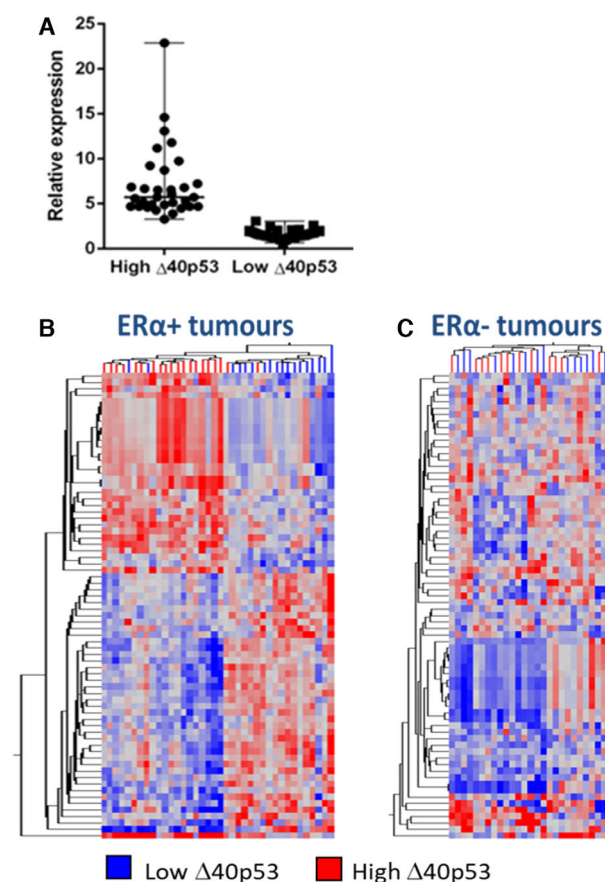 A
25
20
15
10
5
0
Relative expression
High Δ40p53 Low Δ40p53
B ERα+ tumours
C ERα- tumours
Low Δ40p53 High Δ40p53